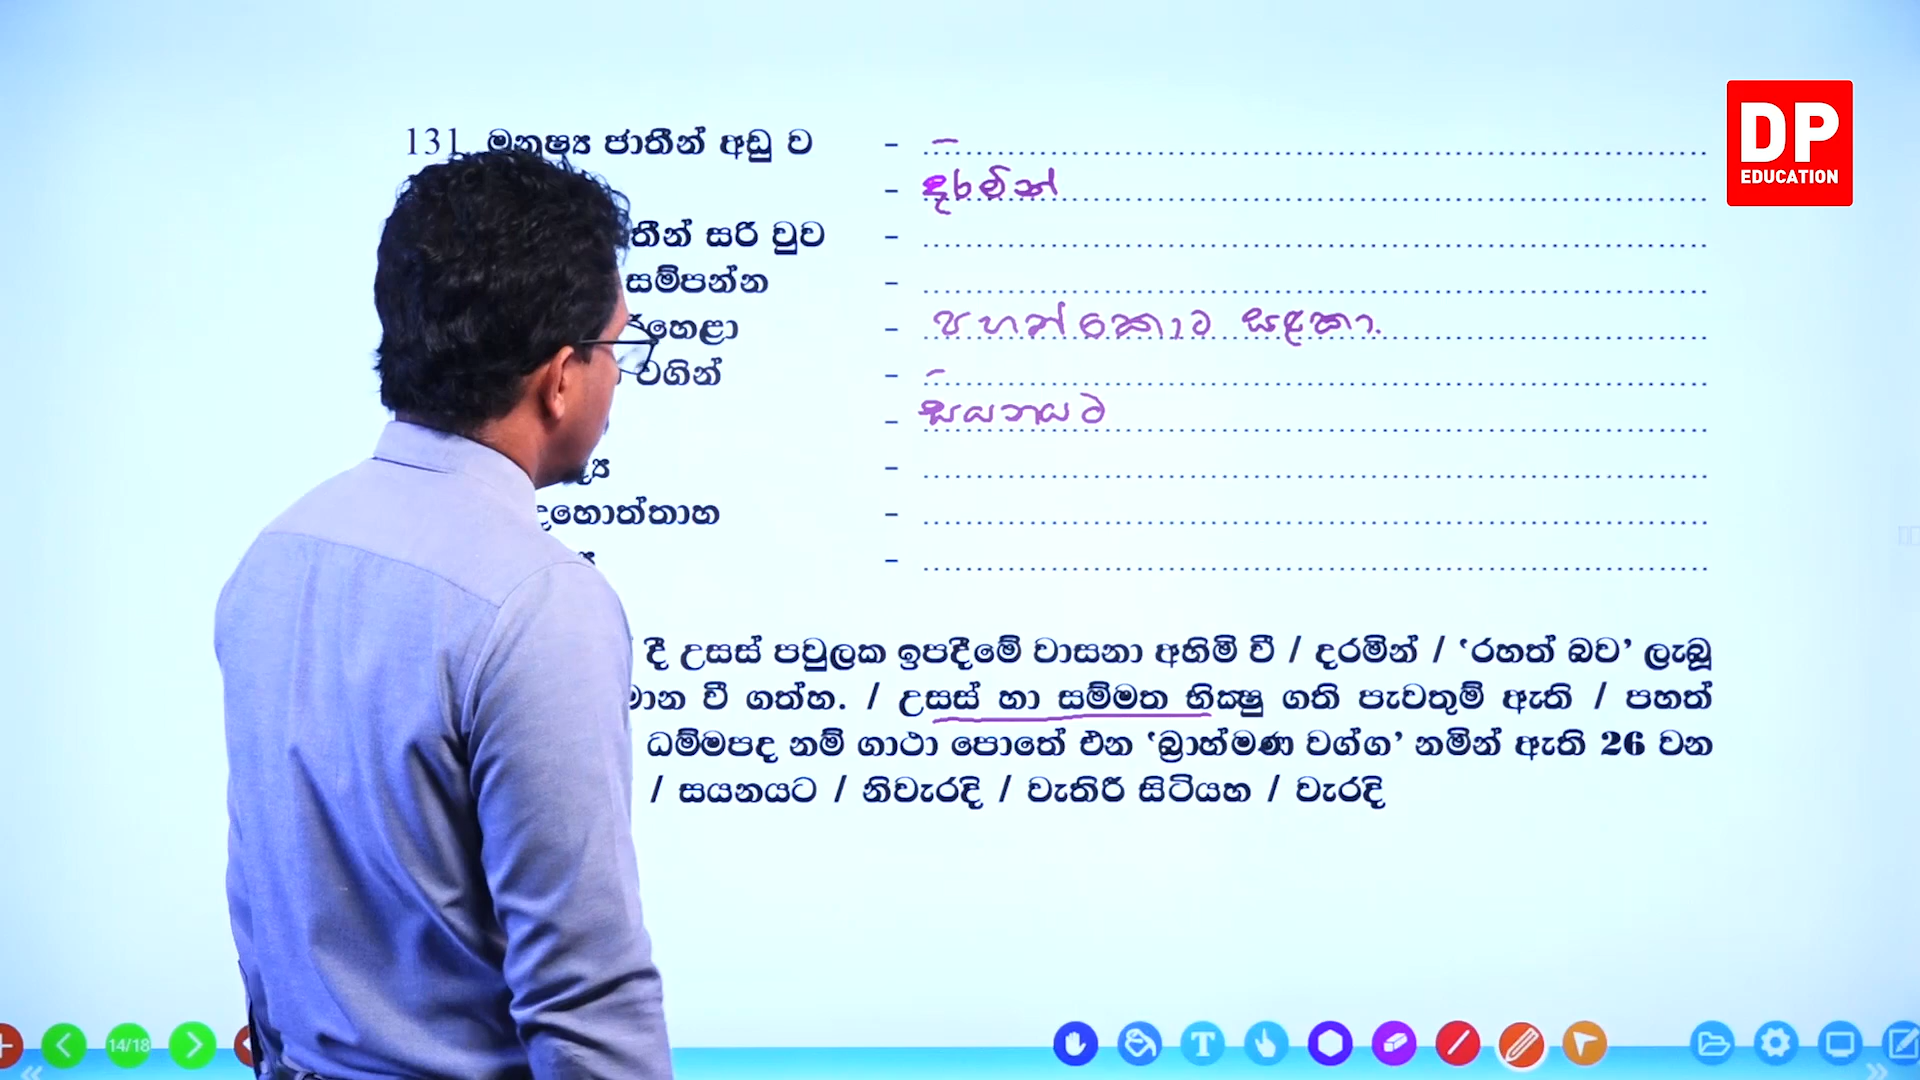 DP
EDUCATION
131. මනුෂ්‍ය ජාතීන් අඩු ව -
- දරමින්
තීන් සරි වුව -
සම්පන්න -
හෙළා - පහත්කොට සළකා.
වගින් -
- සයනයට
-
දහොත්තාහ -
-
දී උසස් පවුලක ඉපදීමේ වාසනා අහිමි වී / දරමින් / ‘රහත් බව’ ලැබූ
මාන වී ගත්හ. / උසස් හා සම්මත භික්ෂු ගති පැවතුම් ඇති / පහත්
ධම්මපද නම් ගාථා පොතේ එන ‘බ්‍රාහ්මණ වග්ග’ නමින් ඇති 26 වන
/ සයනයට / නිවැරදි / වැතිරී සිටියහ / වැරදි
14/18